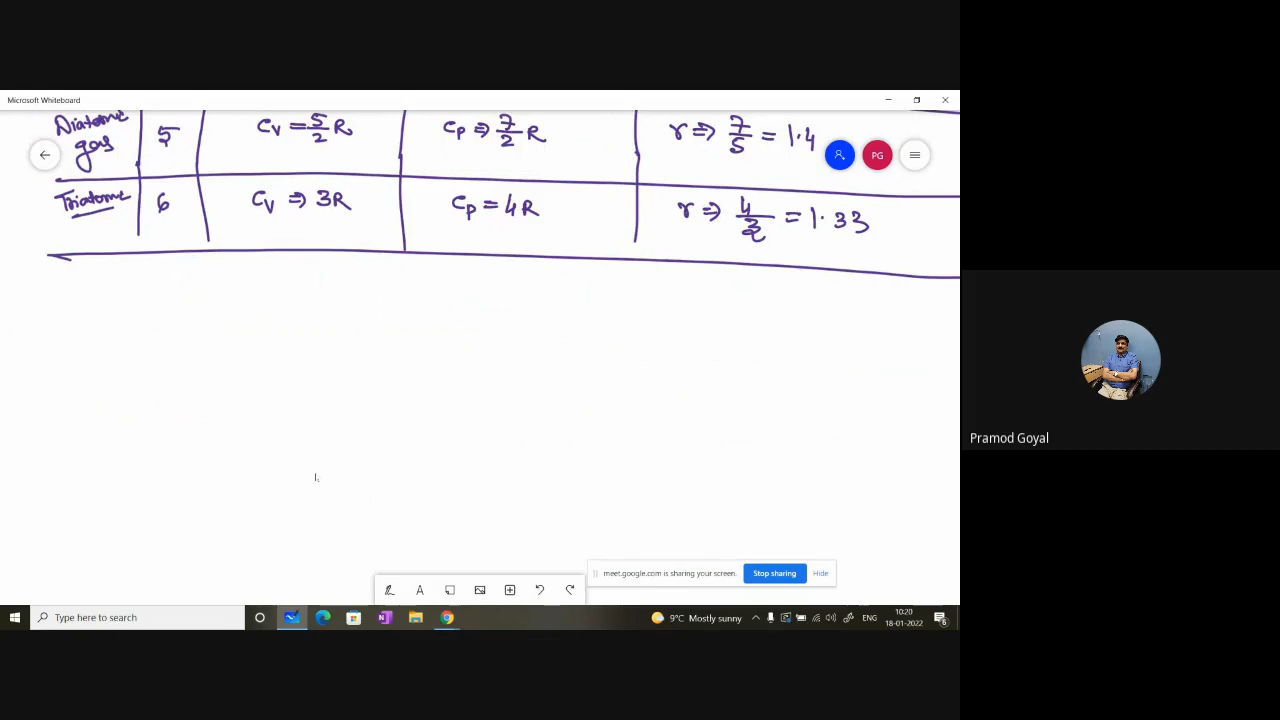 Microsoft Whiteboard
Diatomic gas 5 Cv = 5/2 R Cp ⇒ 7/2 R r ⇒ 7/5 = 1.4
PG
Triatomic 6 Cv ⇒ 3R Cp = 4R r ⇒ 4/3 = 1.33
Pramod Goyal
meet.google.com is sharing your screen. Stop sharing Hide
A
Type here to search
9°C Mostly sunny
ENG
10:20
18-01-2022
6